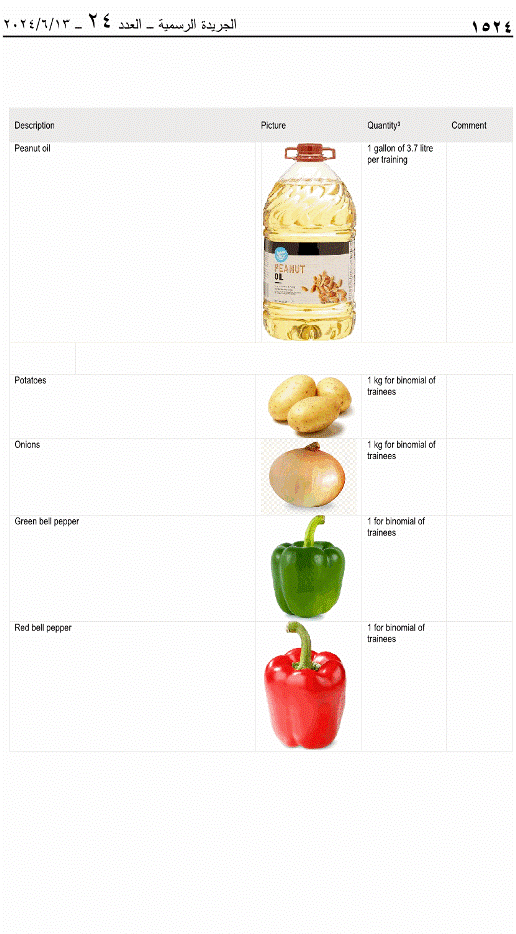 الجريدة الرسمية – العدد ٢٤ – ٢٠٢٤/٦/١٣
١٥٢٤
Description Picture Quantity³ Comment
Peanut oil
1 gallon of 3.7 litre
per training
PEANUT
OIL
Potatoes
1 kg for binomial of
trainees
Onions
1 kg for binomial of
trainees
Green bell pepper
1 for binomial of
trainees
Red bell pepper
1 for binomial of
trainees